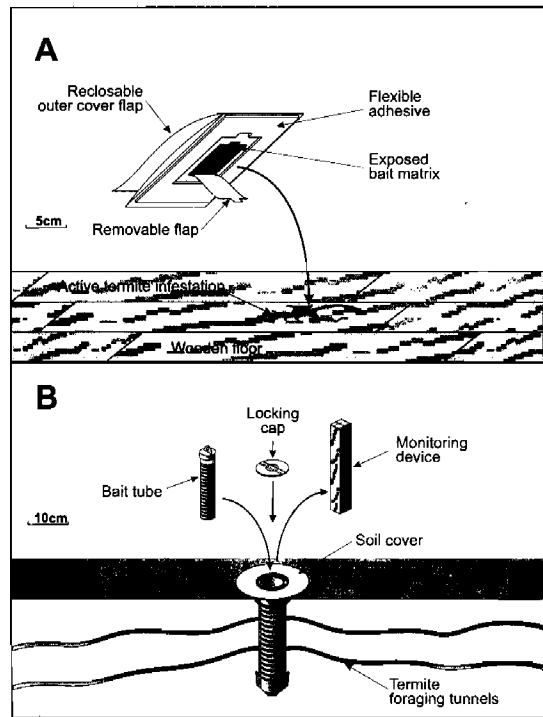 A
Reclosable
outer cover flap
Flexible
adhesive
Exposed
bait matrix
5cm
Removable flap
Active termite infestation
Wooden floor
B
Locking
cap
Monitoring
device
Bait tube
10cm
Soil cover
Termite
foraging tunnels